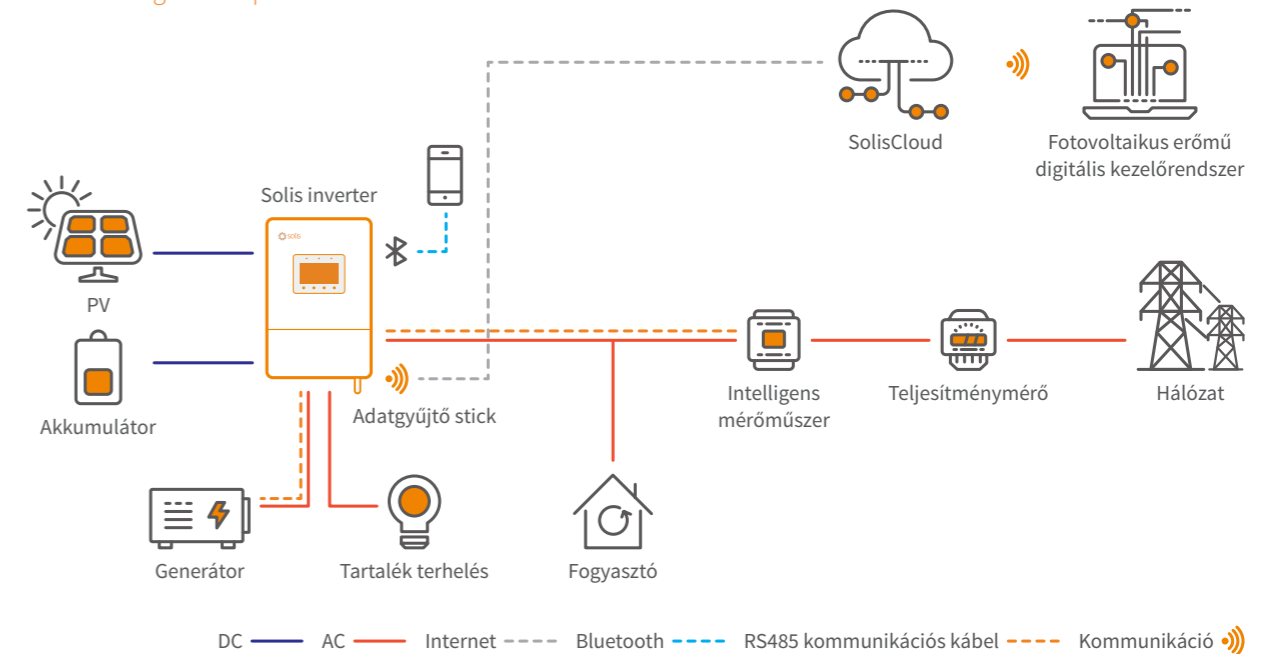 SolisCloud
Fotovoltaikus erőmű
digitális kezelőrendszer
Solis inverter
solis
PV
Akkumulátor
Adatgyűjtő stick
Intelligens
mérőműszer
Teljesítménymérő
Hálózat
Generátor
Tartalék terhelés
Fogyasztó
DC
AC
Internet
Bluetooth
RS485 kommunikációs kábel
Kommunikáció